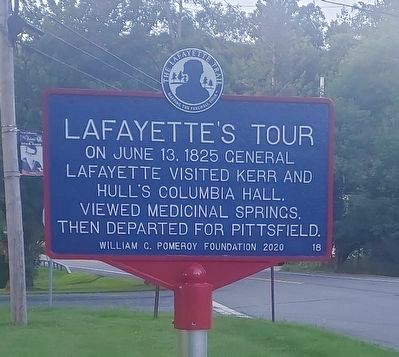 THE LAFAYETTE TRAIL
LAFAYETTE'S TOUR
ON JUNE 13, 1825 GENERAL
LAFAYETTE VISITED KERR AND
HULL'S COLUMBIA HALL,
VIEWED MEDICINAL SPRINGS,
THEN DEPARTED FOR PITTSFIELD.
WILLIAM G. POMEROY FOUNDATION 2020 18